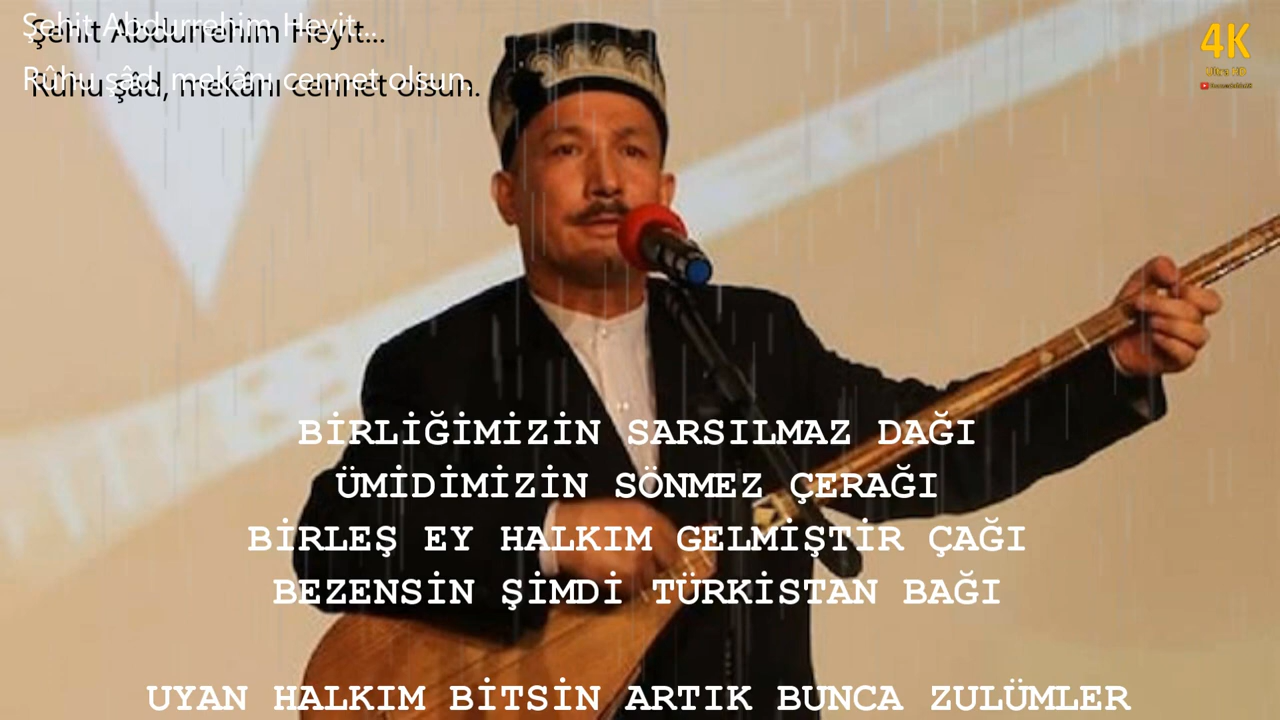 Şehit Abdurrehim Heyit...
Rûhu şâd, mekânı cennet olsun.
4K
Ultra HD
BİRLİĞİMİZİN SARSILMAZ DAĞI
ÜMİDİMİZİN SÖNMEZ ÇERAĞI
BİRLEŞ EY HALKIM GELMİŞTİR ÇAĞI
BEZENSİN ŞİMDİ TÜRKİSTAN BAĞI
UYAN HALKIM BİTSİN ARTIK BUNCA ZULÜMLER